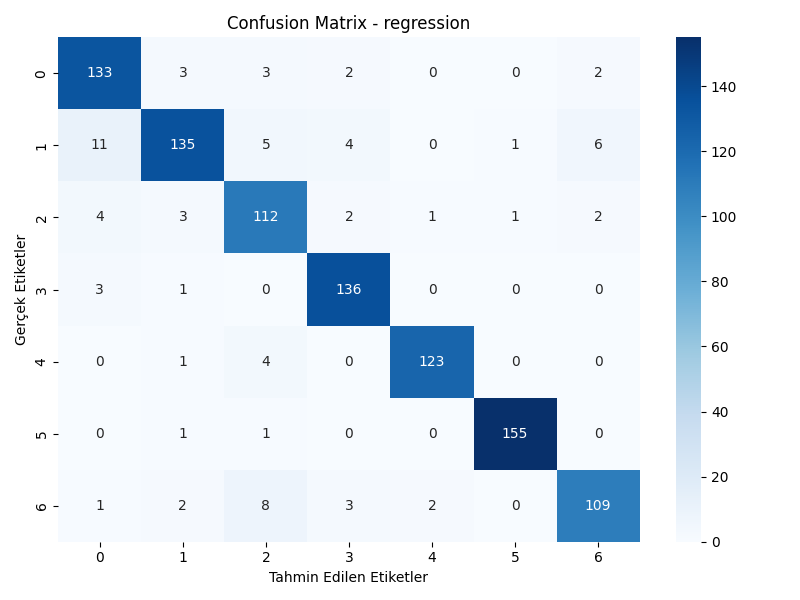 Confusion Matrix - regression
Gerçek Etiketler
0 133 3 3 2 0 0 2
1 11 135 5 4 0 1 6
2 4 3 112 2 1 1 2
3 3 1 0 136 0 0 0
4 0 1 4 0 123 0 0
5 0 1 1 0 0 155 0
6 1 2 8 3 2 0 109
0 1 2 3 4 5 6
Tahmin Edilen Etiketler
140
120
100
80
60
40
20
0